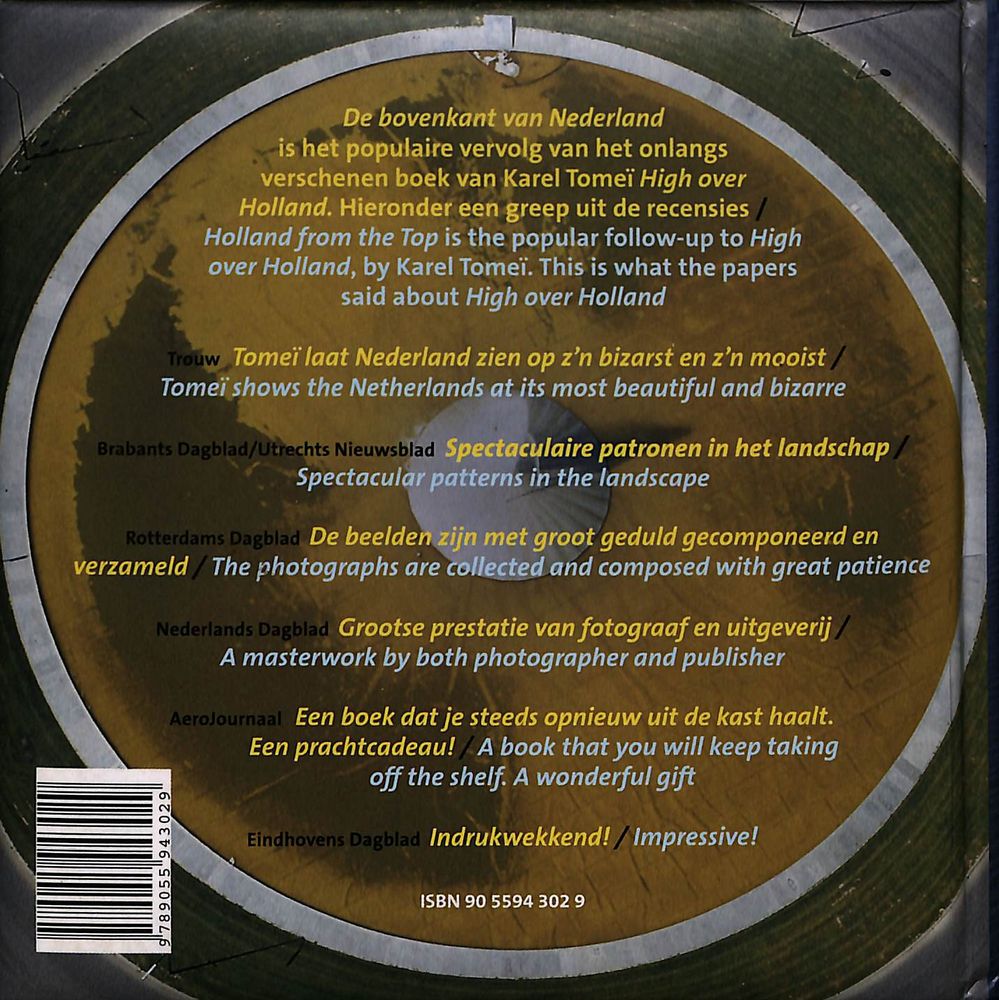 De bovenkant van Nederland
is het populaire vervolg van het onlangs
verschenen boek van Karel Tomeï High over
Holland. Hieronder een greep uit de recensies /
Holland from the Top is the popular follow-up to High
over Holland, by Karel Tomeï. This is what the papers
said about High over Holland
Trouw Tomeï laat Nederland zien op z'n bizarst en z'n mooist /
Tomeï shows the Netherlands at its most beautiful and bizarre
Brabants Dagblad/Utrechts Nieuwsblad Spectaculaire patronen in het landschap /
Spectacular patterns in the landscape
Rotterdams Dagblad De beelden zijn met groot geduld gecomponeerd en
verzameld / The photographs are collected and composed with great patience
Nederlands Dagblad Grootse prestatie van fotograaf en uitgeverij /
A masterwork by both photographer and publisher
AeroJournaal Een boek dat je steeds opnieuw uit de kast haalt.
Een prachtcadeau! / A book that you will keep taking
off the shelf. A wonderful gift
Eindhovens Dagblad Indrukwekkend! / Impressive!
ISBN 90 5594 302 9
9 789055 943029